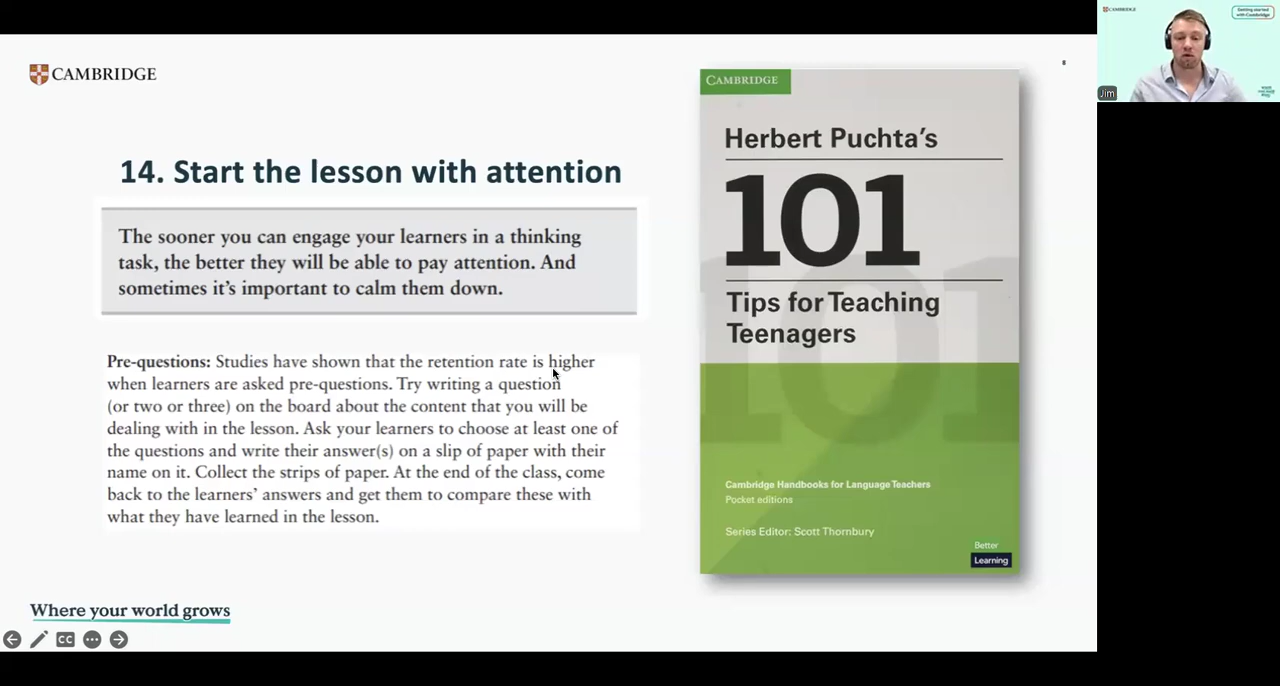 CAMBRIDGE
14. Start the lesson with attention
The sooner you can engage your learners in a thinking
task, the better they will be able to pay attention. And
sometimes it's important to calm them down.
Pre-questions: Studies have shown that the retention rate is higher
when learners are asked pre-questions. Try writing a question
(or two or three) on the board about the content that you will be
dealing with in the lesson. Ask your learners to choose at least one of
the questions and write their answer(s) on a slip of paper with their
name on it. Collect the strips of paper. At the end of the class, come
back to the learners' answers and get them to compare these with
what they have learned in the lesson.
Where your world grows
CC
CAMBRIDGE
Herbert Puchta's
101
Tips for Teaching
Teenagers
Cambridge Handbooks for Language Teachers
Pocket editions
Series Editor: Scott Thornbury
Better
Learning
CAMBRIDGE
Getting started
with Cambridge
Jim